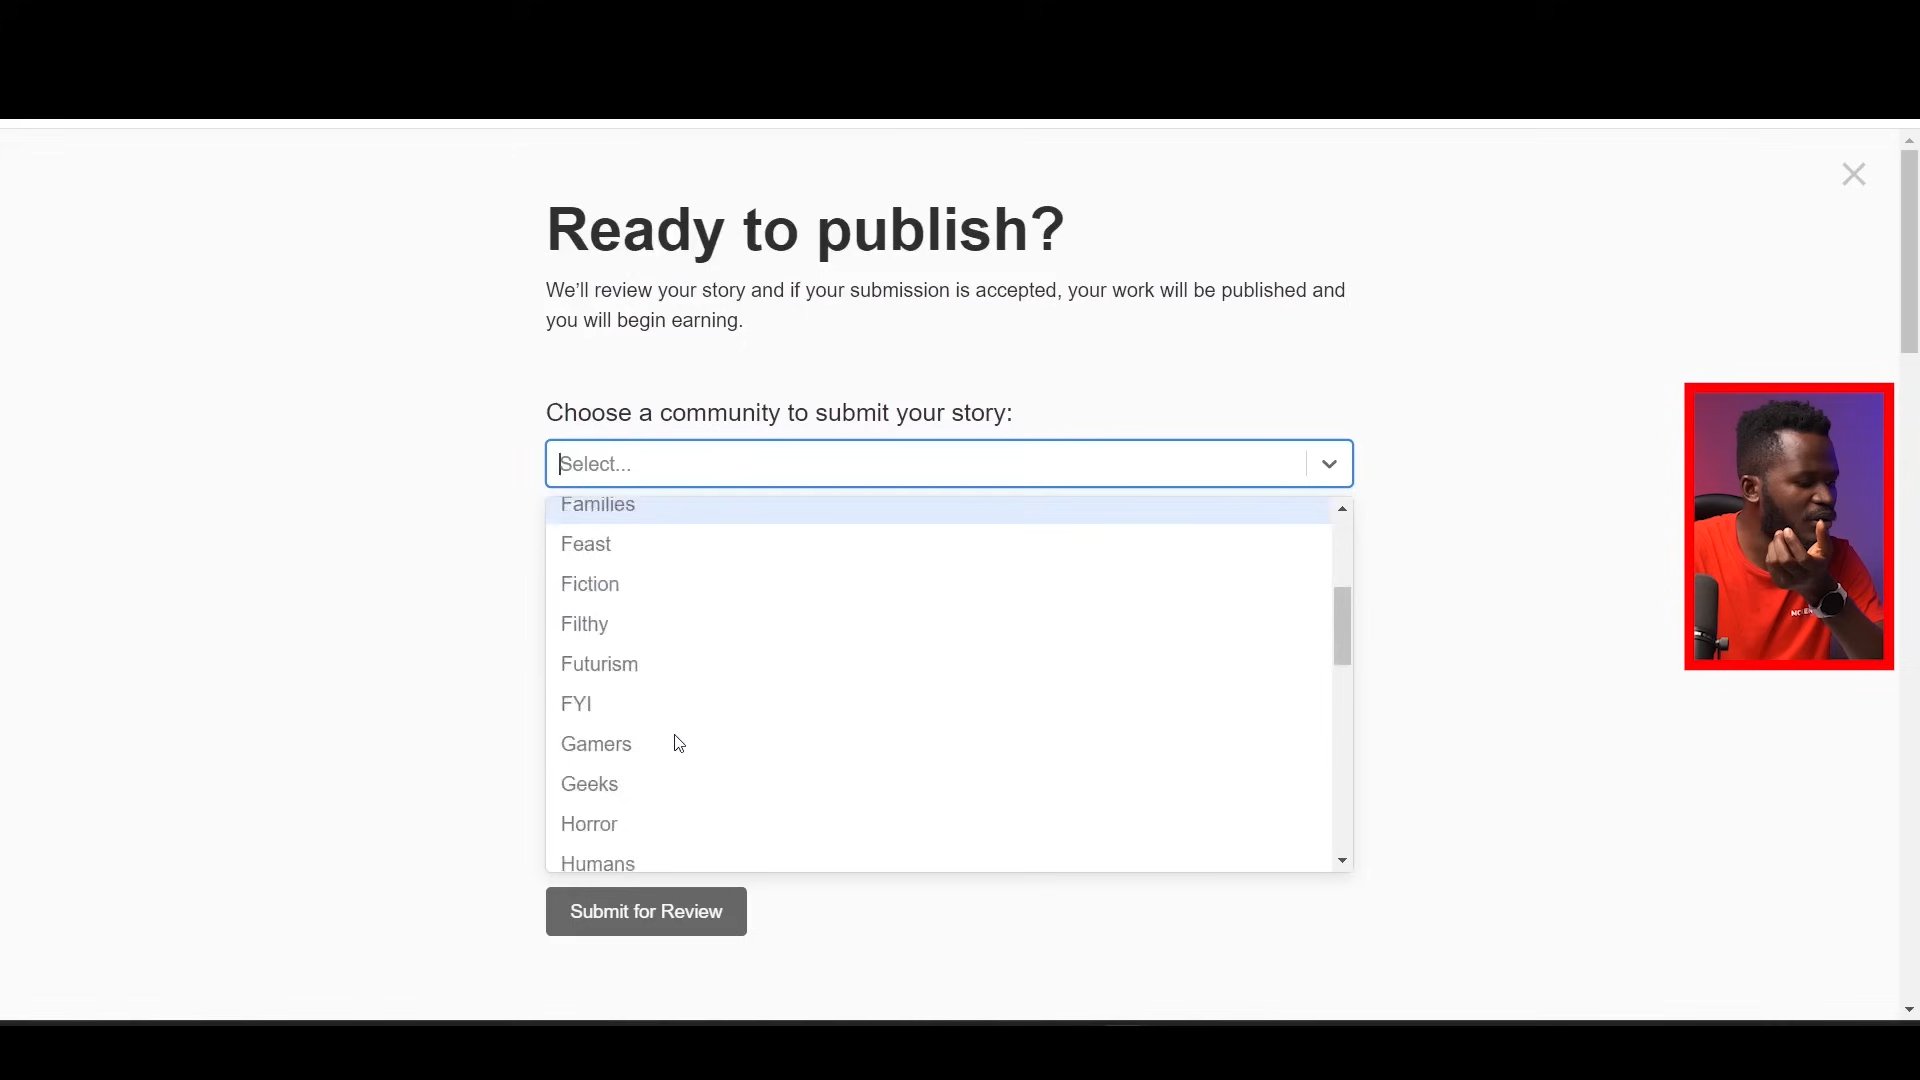 Ready to publish?
We’ll review your story and if your submission is accepted, your work will be published and
you will begin earning.
Choose a community to submit your story:
Select...
Families
Feast
Fiction
Filthy
Futurism
FYI
Gamers
Geeks
Horror
Humans
Submit for Review